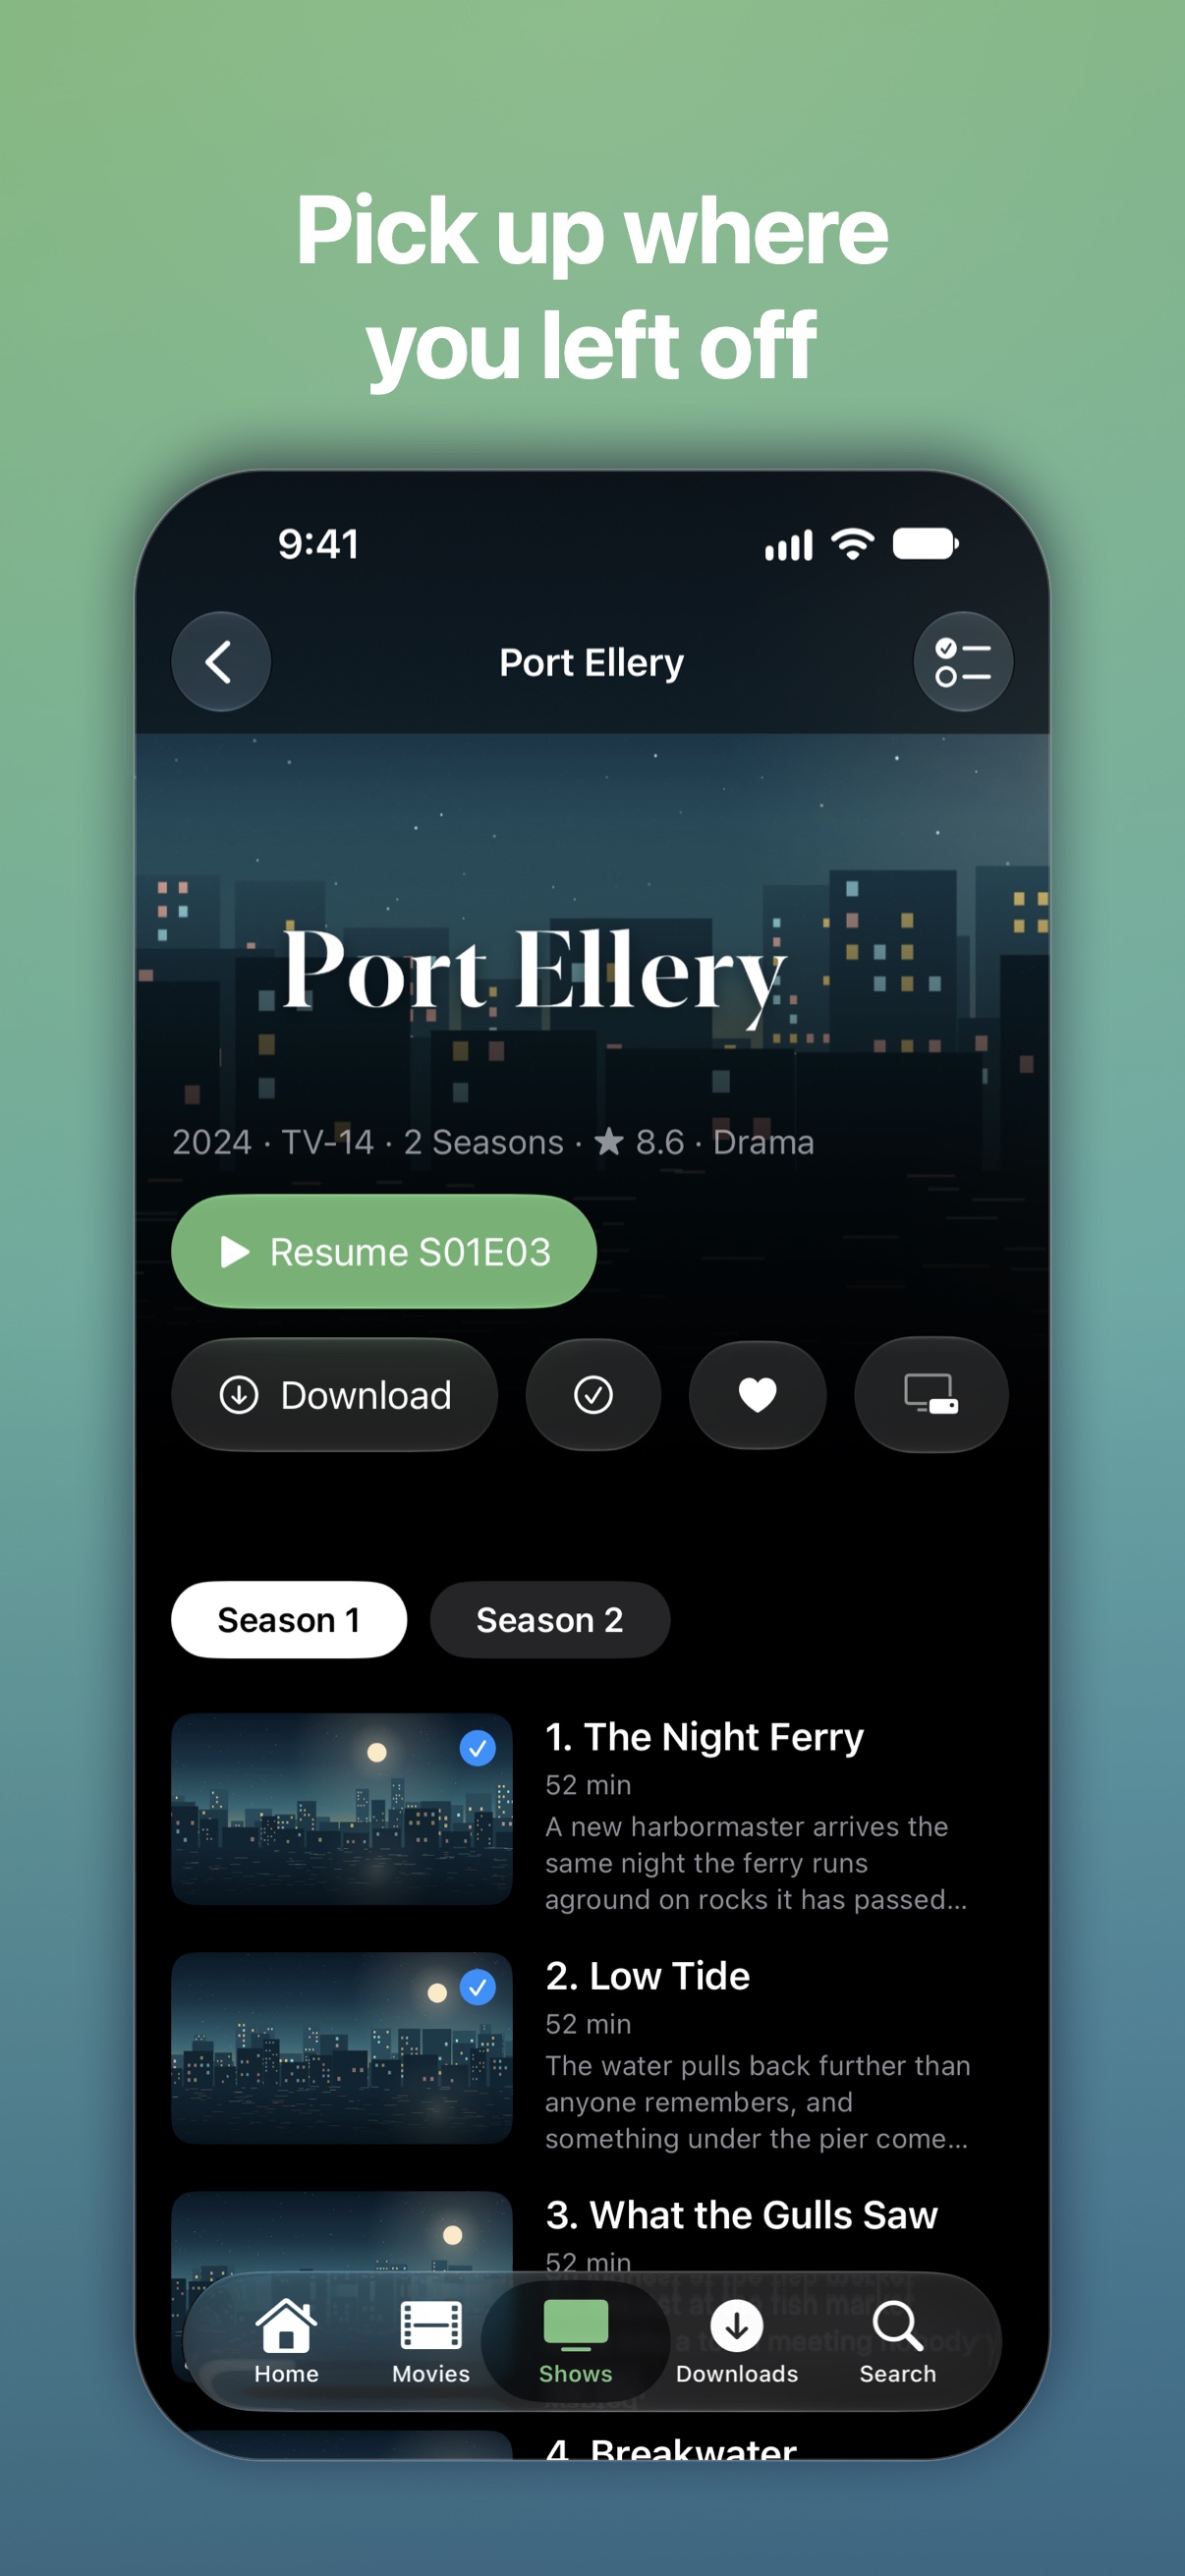 Pick up where
you left off
9:41
Port Ellery
Port Ellery
2024 · TV-14 · 2 Seasons · ★ 8.6 · Drama
Resume S01E03
Download
Season 1
Season 2
1. The Night Ferry
52 min
A new harbormaster arrives the
same night the ferry runs
aground on rocks it has passed...
2. Low Tide
52 min
The water pulls back further than
anyone remembers, and
something under the pier come...
3. What the Gulls Saw
52 min
fish market
meeting nobody
Home
Movies
Shows
Downloads
Search
4. Breakwater